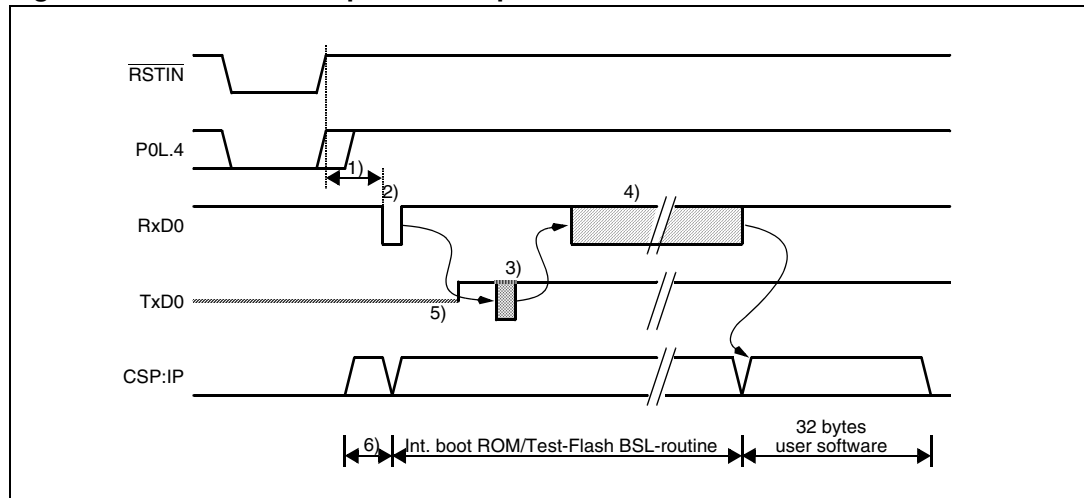 RSTIN
P0L.4
1)
2)
4)
RxD0
3)
TxD0
5)
CSP:IP
6)
Int. boot ROM/Test-Flash BSL-routine
32 bytes
user software